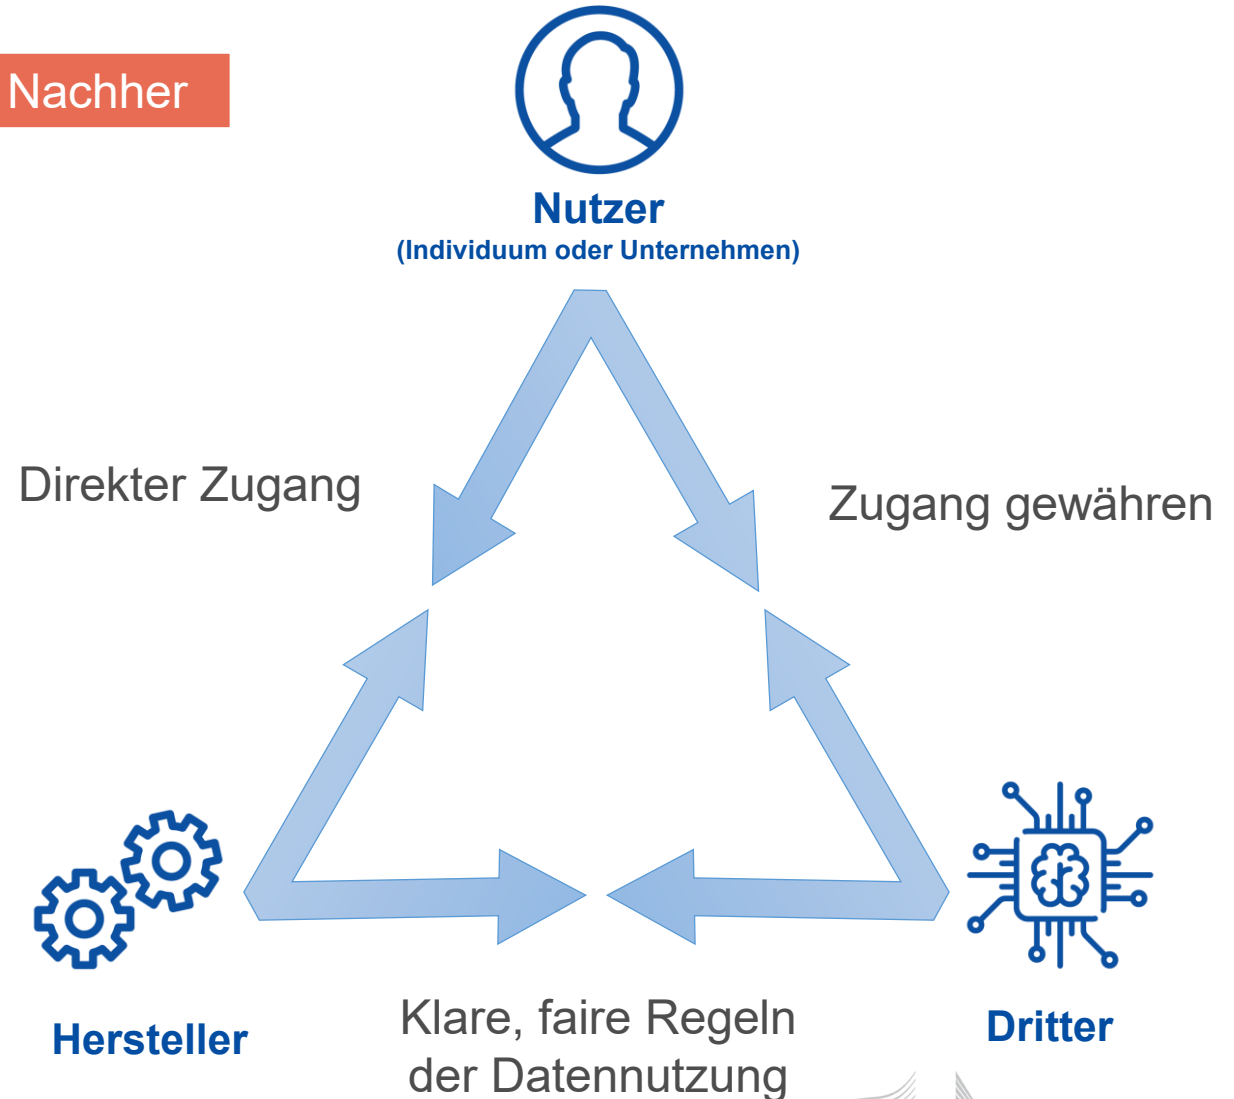 Nachher
Nutzer
(Individuum oder Unternehmen)
Direkter Zugang
Zugang gewähren
Hersteller
Klare, faire Regeln
der Datennutzung
Dritter